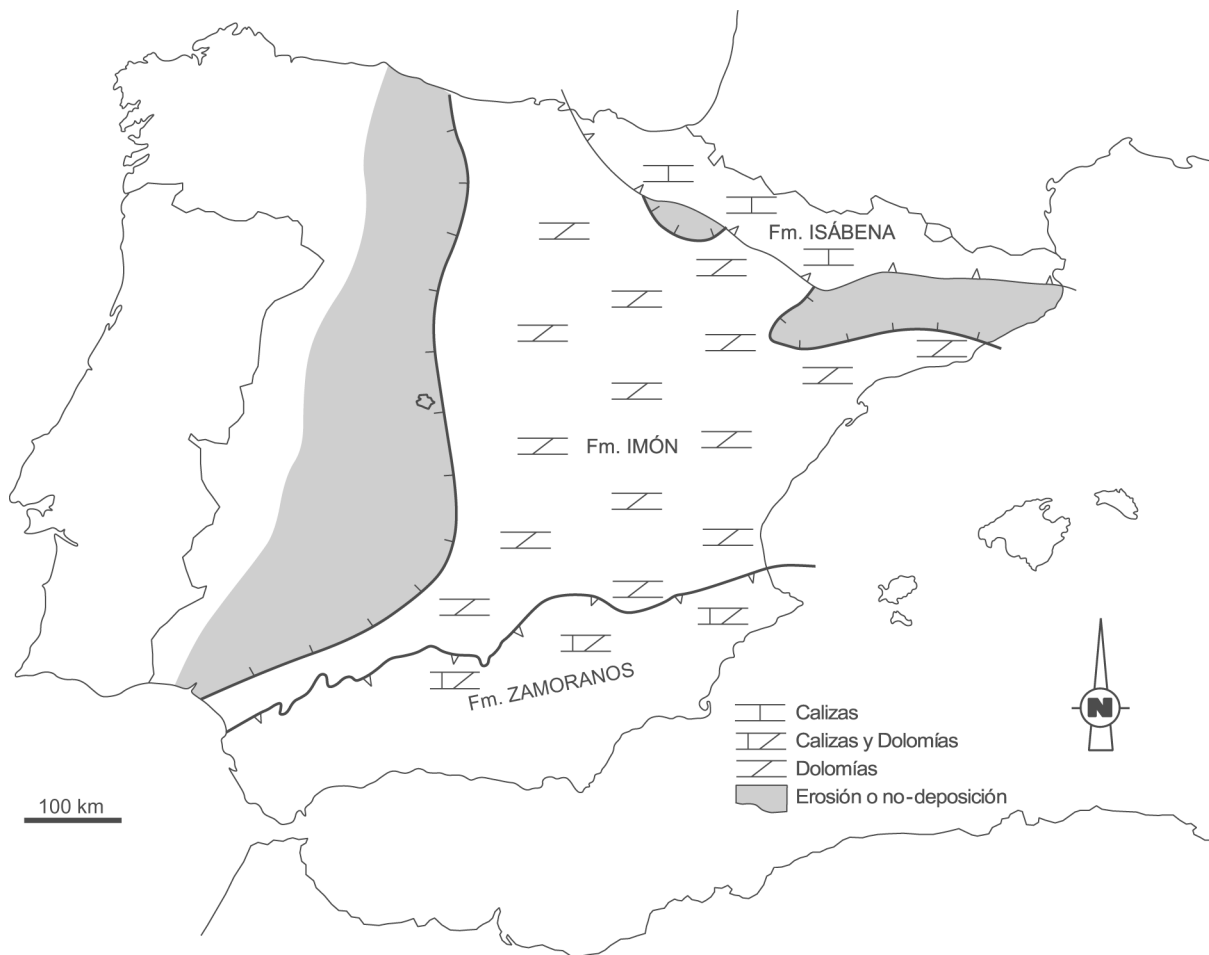 Fm. ISÁBENA
Fm. IMÓN
Fm. ZAMORANOS
Calizas
Calizas y Dolomías
Dolomías
Erosión o no-deposición
100 km
N